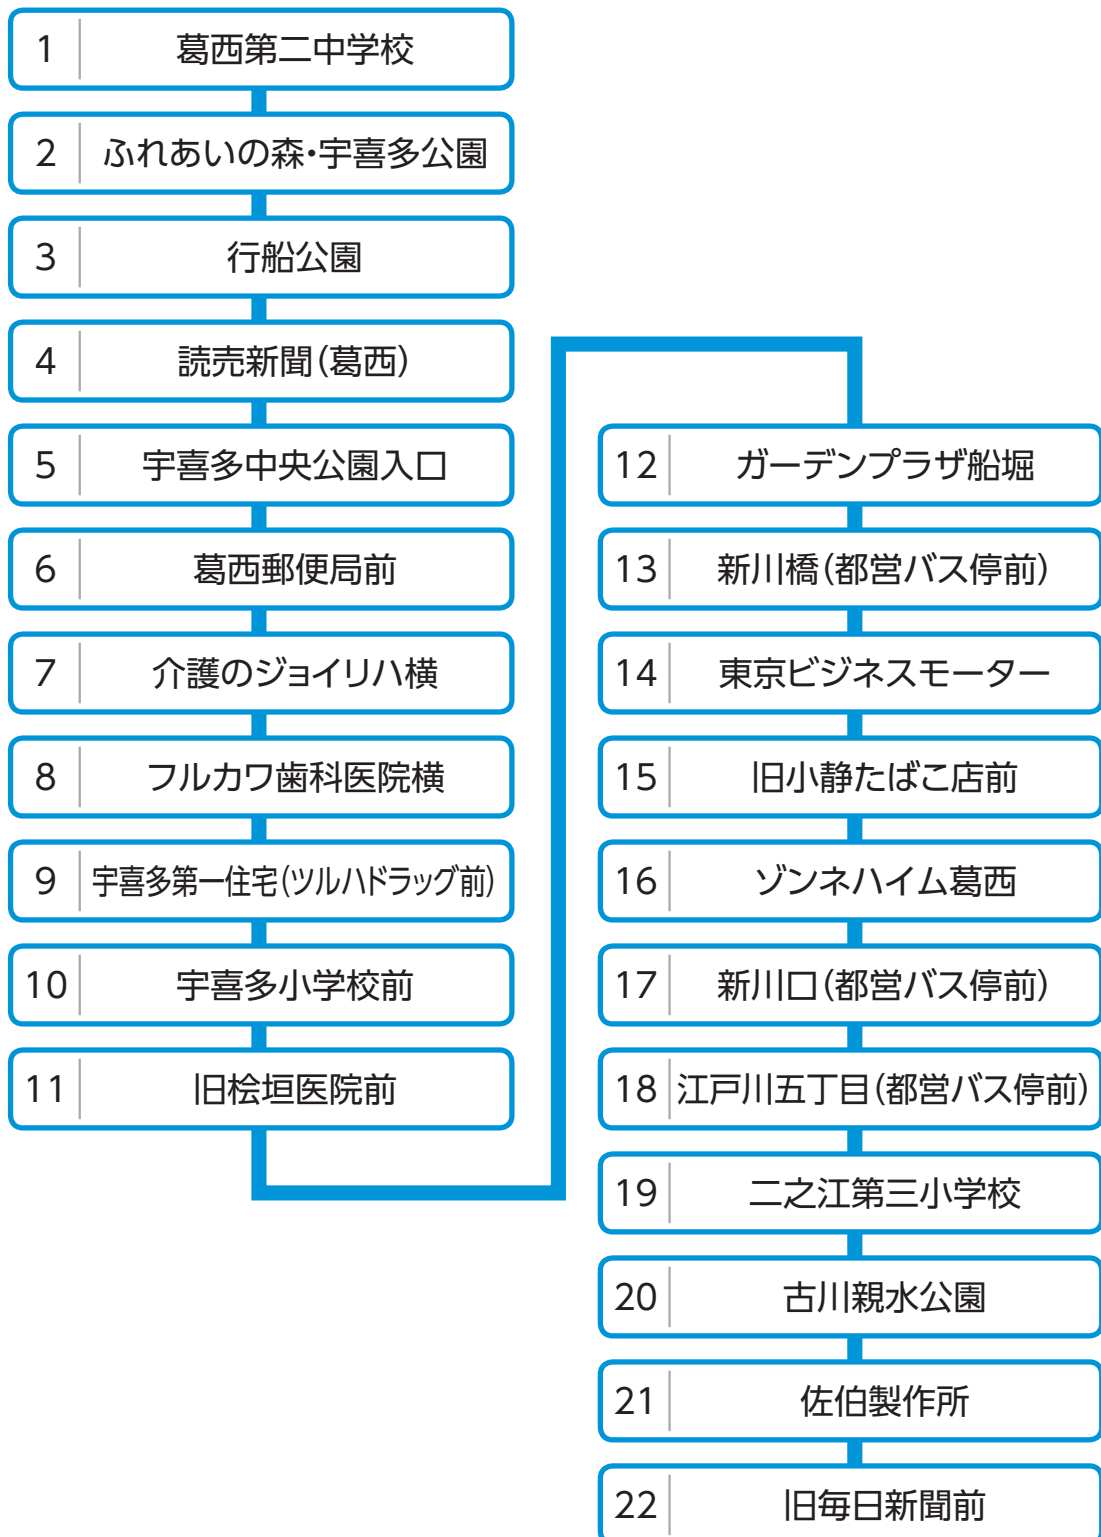 1 葛西第二中学校
2 ふれあいの森・宇喜多公園
3 行船公園
4 読売新聞(葛西)
5 宇喜多中央公園入口
6 葛西郵便局前
7 介護のジョイリハ横
8 フルカワ歯科医院横
9 宇喜多第一住宅(ツルハドラッグ前)
10 宇喜多小学校前
11 旧桧垣医院前
12 ガーデンプラザ船堀
13 新川橋(都営バス停前)
14 東京ビジネスモーター
15 旧小静たばこ店前
16 ゾンネハイム葛西
17 新川口(都営バス停前)
18 江戸川五丁目(都営バス停前)
19 二之江第三小学校
20 古川親水公園
21 佐伯製作所
22 旧毎日新聞前